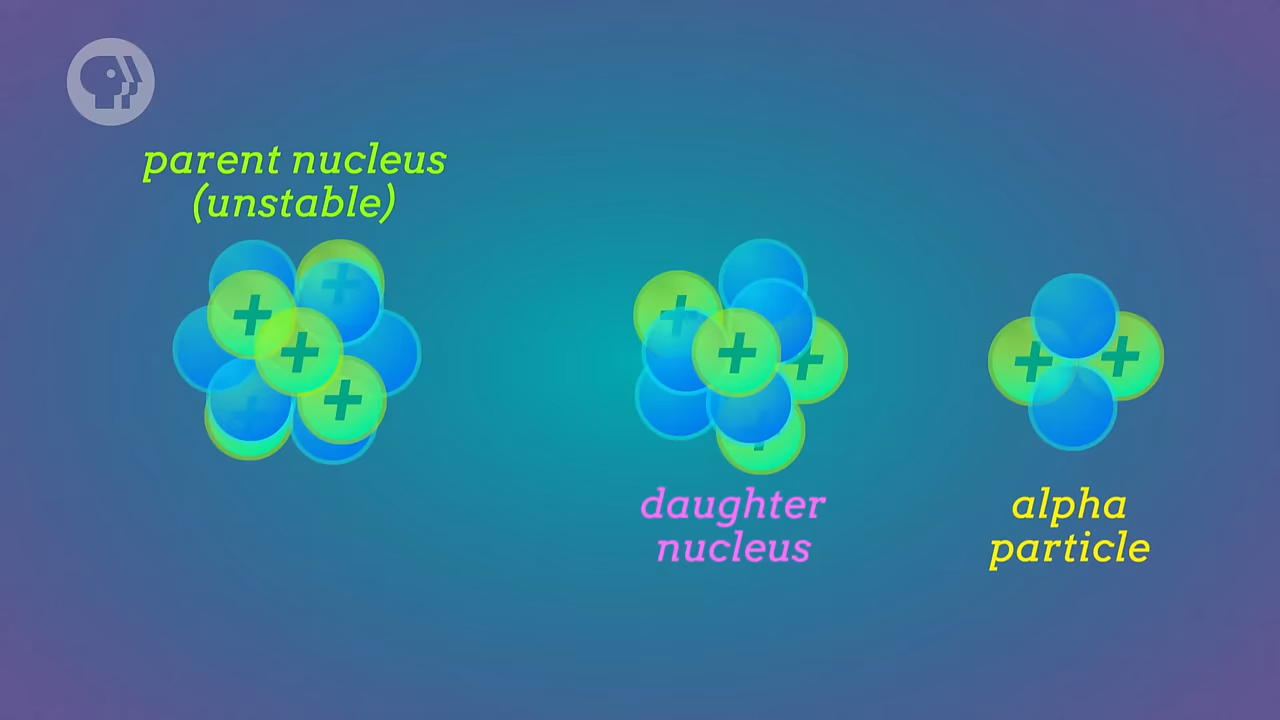 parent nucleus
(unstable)
+
+
+
+
+
+
+
+
+
+
daughter
nucleus
alpha
particle